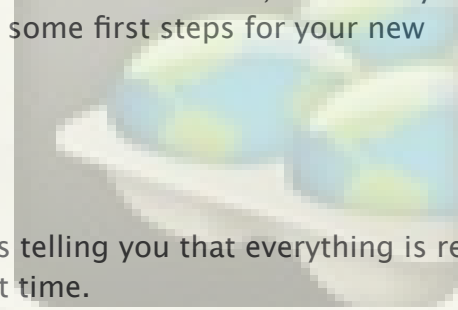 some first steps for your new
s telling you that everything is re
t time.